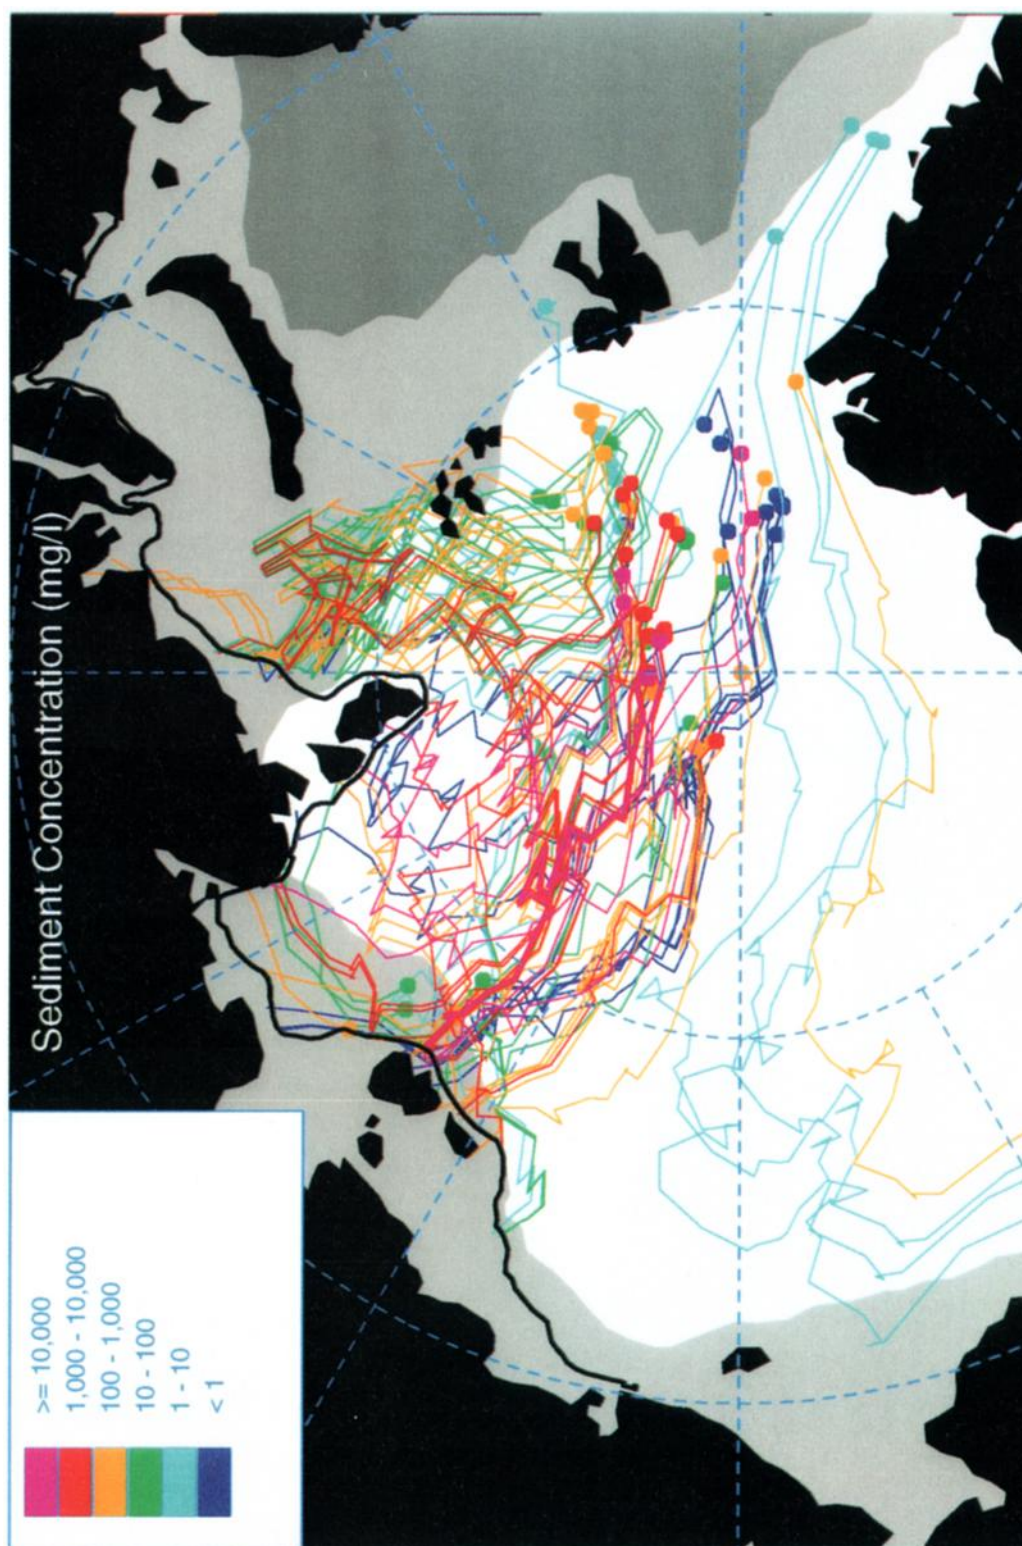 Sediment Concentration (mg/l)
>= 10,000
1,000 - 10,000
100 - 1,000
10 - 100
1 - 10
< 1